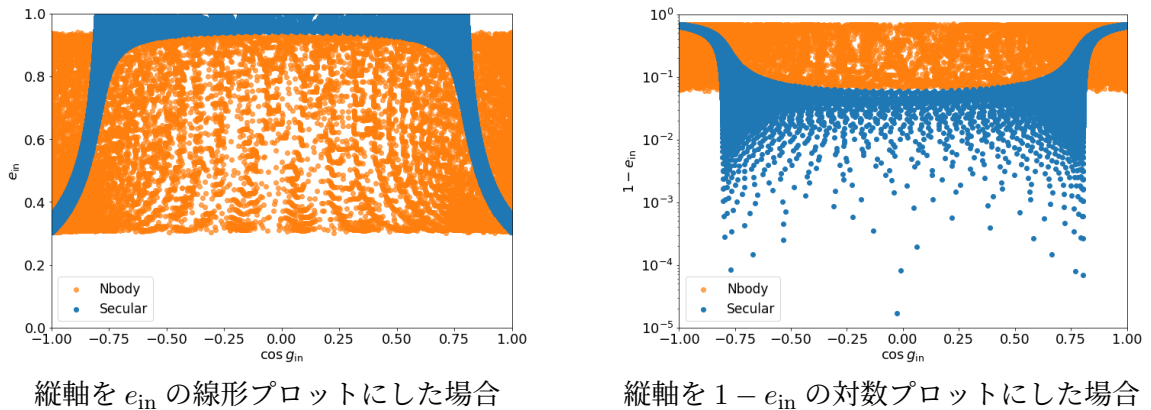 1.0
0.8
0.6
0.4
0.2
0.0
e_in
−1.00 −0.75 −0.50 −0.25 0.00 0.25 0.50 0.75 1.00
cos g_in
Nbody
Secular
縦軸を e_in の線形プロットにした場合
10^0
10^−1
10^−2
10^−3
10^−4
10^−5
1 − e_in
−1.00 −0.75 −0.50 −0.25 0.00 0.25 0.50 0.75 1.00
cos g_in
Nbody
Secular
縦軸を 1 − e_in の対数プロットにした場合